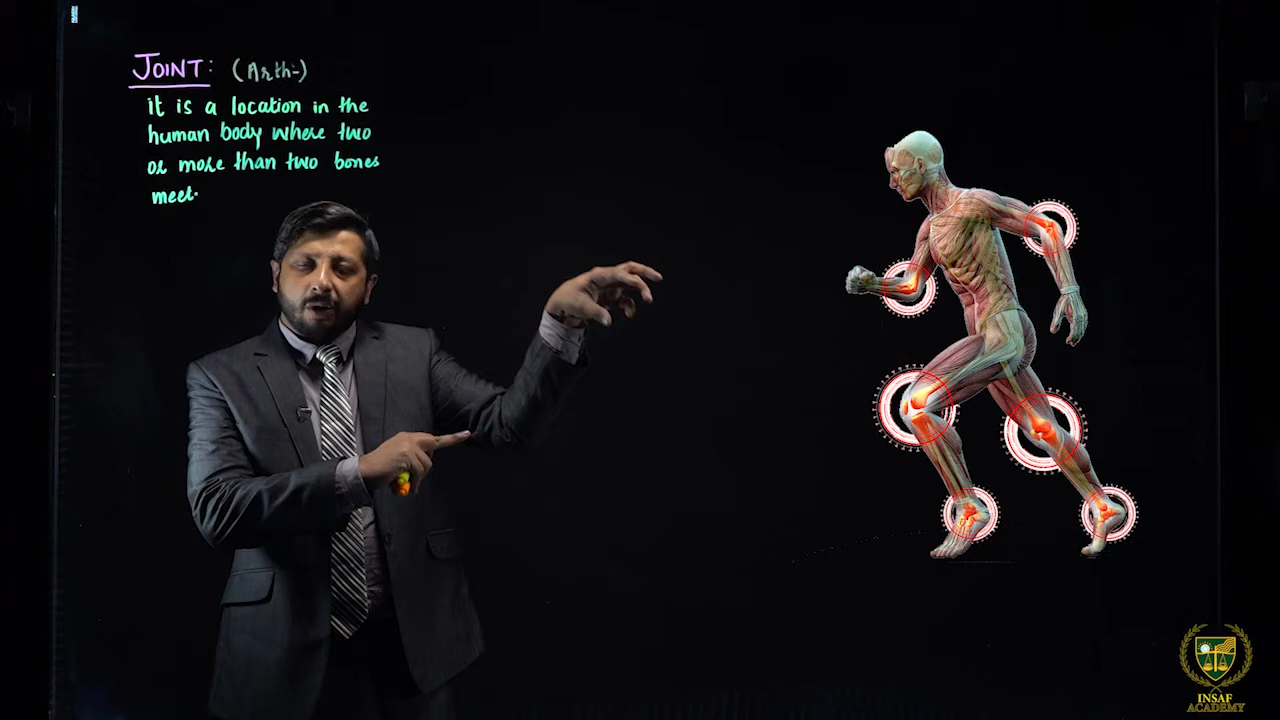 JOINT: (Arth-)
it is a location in the
human body where two
or more than two bones
meet.
INSAF
ACADEMY